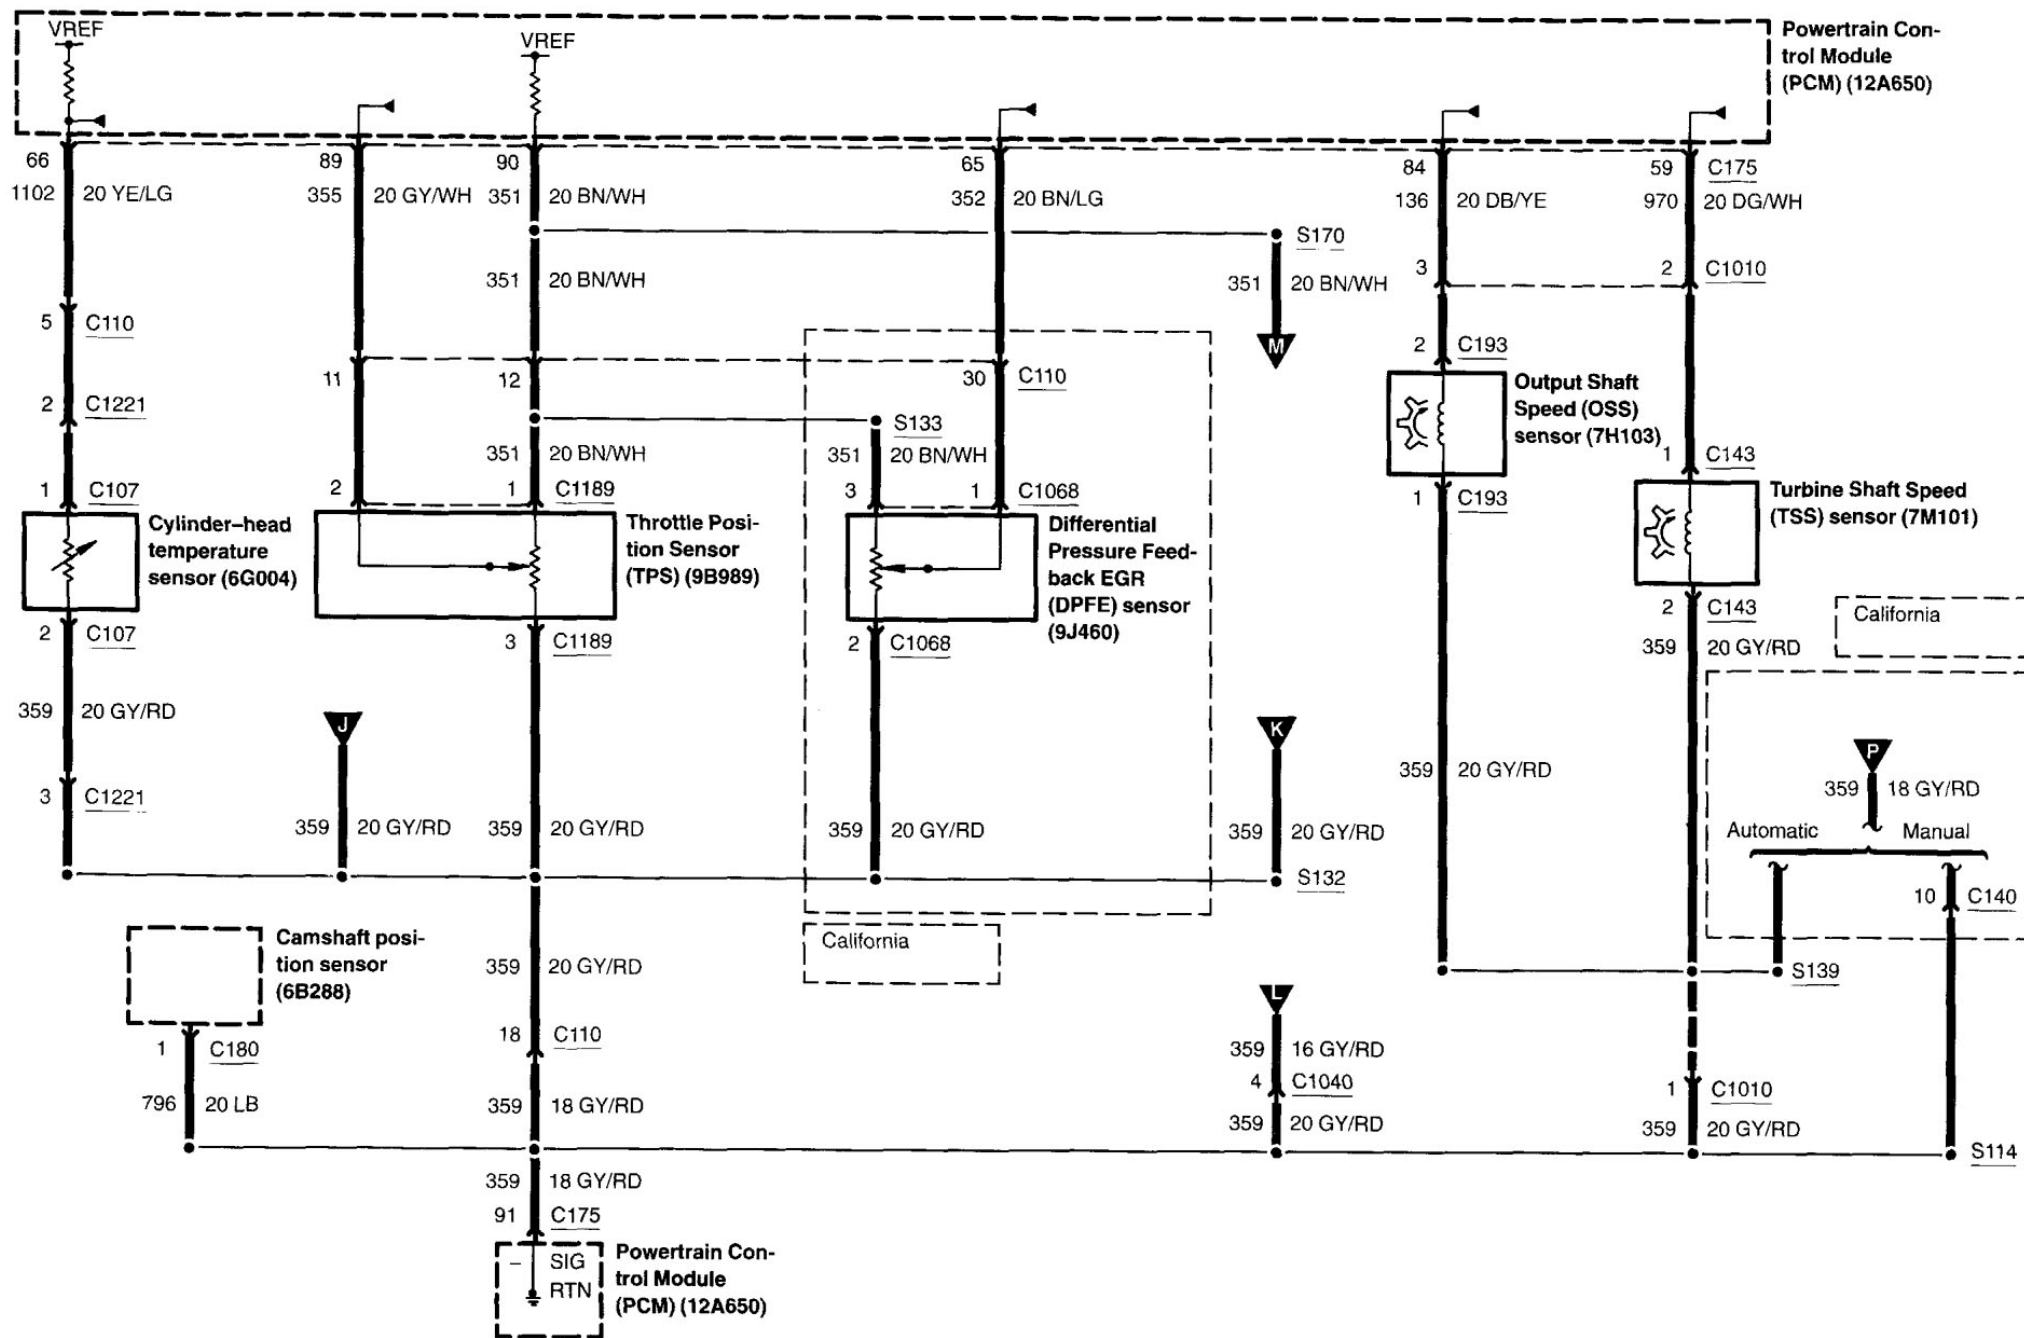 VREF
VREF
Powertrain Con-
trol Module
(PCM) (12A650)
66
89
90
65
84
59 C175
1102 20 YE/LG
355 20 GY/WH
351 20 BN/WH
352 20 BN/LG
136 20 DB/YE
970 20 DG/WH
S170
351 20 BN/WH
351 20 BN/WH
3
2 C1010
5 C110
M
2 C193
11
12
30 C110
2 C1221
S133
Output Shaft
Speed (OSS)
sensor (7H103)
351 20 BN/WH
351 20 BN/WH
1 C143
1 C107
2
1 C1189
3
1 C1068
1 C193
Cylinder–head
temperature
sensor (6G004)
Throttle Posi-
tion Sensor
(TPS) (9B989)
Differential
Pressure Feed-
back EGR
(DPFE) sensor
(9J460)
Turbine Shaft Speed
(TSS) sensor (7M101)
2 C107
3 C1189
2 C1068
2 C143
359 20 GY/RD
California
359 20 GY/RD
J
K
359 20 GY/RD
P
359 18 GY/RD
3 C1221
359 20 GY/RD
359 20 GY/RD
359 20 GY/RD
359 20 GY/RD
Automatic
Manual
S132
10 C140
Camshaft posi-
tion sensor
(6B288)
California
359 20 GY/RD
S139
L
1 C180
18 C110
359 16 GY/RD
4 C1040
1 C1010
796 20 LB
359 18 GY/RD
359 20 GY/RD
359 20 GY/RD
S114
359 18 GY/RD
91 C175
– SIG
RTN
Powertrain Con-
trol Module
(PCM) (12A650)